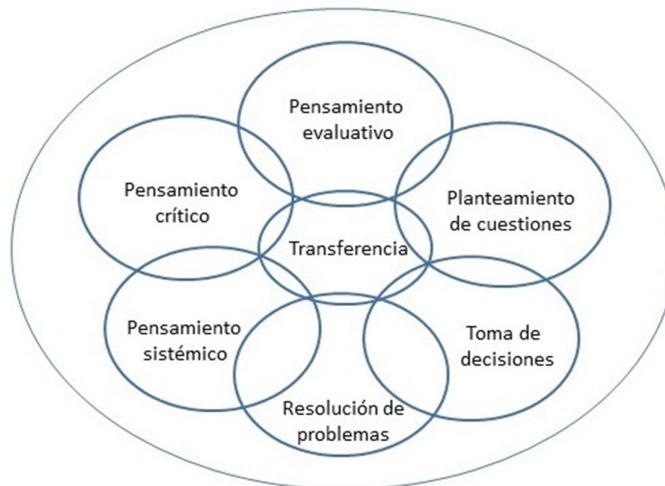 Pensamiento
evaluativo
Pensamiento
crítico
Planteamiento
de cuestiones
Transferencia
Pensamiento
sistémico
Toma de
decisiones
Resolución de
problemas